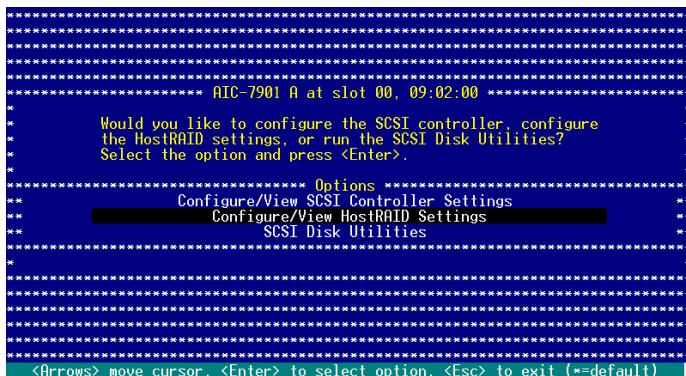 AIC-7901 A at slot 00, 09:02:00
Would you like to configure the SCSI controller, configure
the HostRAID settings, or run the SCSI Disk Utilities?
Select the option and press <Enter>.
Options
Configure/View SCSI Controller Settings
Configure/View HostRAID Settings
SCSI Disk Utilities
<Arrows> move cursor, <Enter> to select option, <Esc> to exit (*=default)